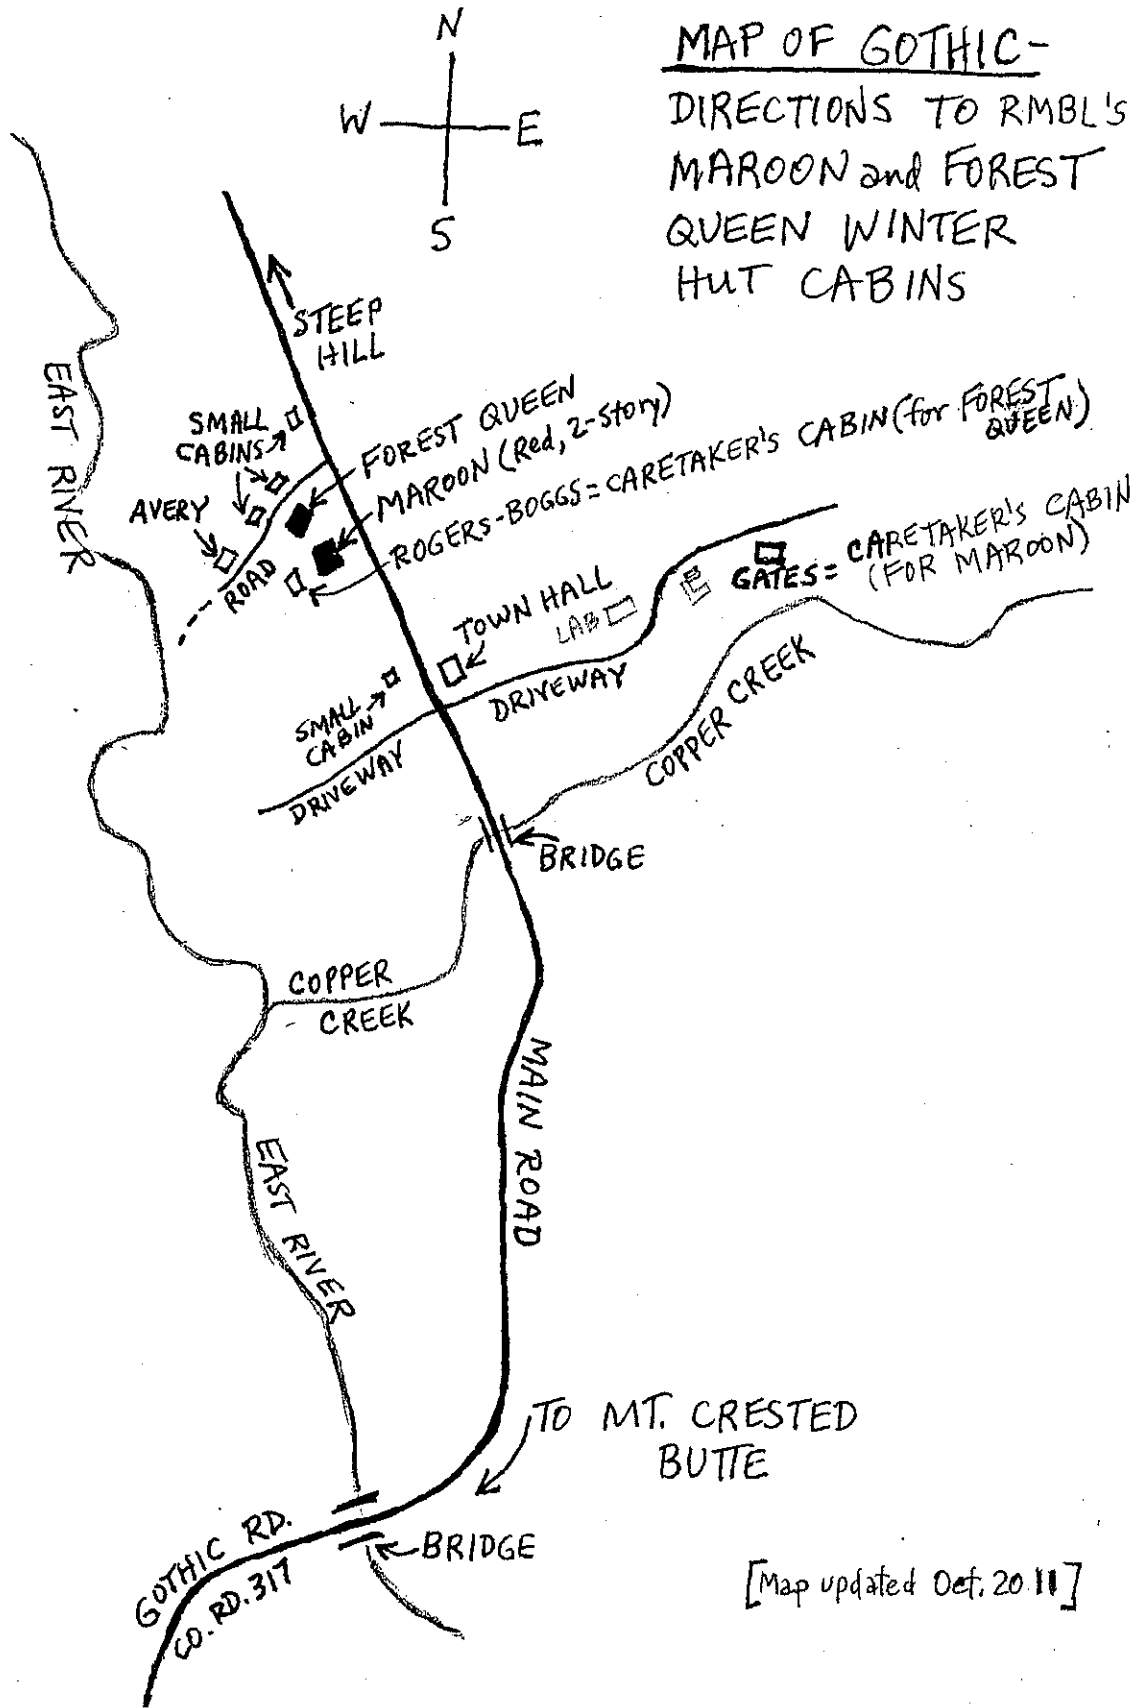 N
W E
S
MAP OF GOTHIC-
DIRECTIONS TO RMBL'S
MAROON and FOREST
QUEEN WINTER
HUT CABINS
STEEP
HILL
EAST RIVER
SMALL
CABINS
FOREST QUEEN
MAROON (Red, 2-Story)
ROGERS-BOGGS = CARETAKER'S CABIN (for FOREST
QUEEN)
AVERY
ROAD
GATES = CARETAKER'S CABIN
(FOR MAROON)
TOWN HALL
LAB
DRIVEWAY
COPPER CREEK
SMALL
CABIN
DRIVEWAY
BRIDGE
COPPER
CREEK
MAIN ROAD
EAST RIVER
TO MT. CRESTED
BUTTE
GOTHIC RD.
CO. RD. 317
BRIDGE
[Map updated Oct. 2011]